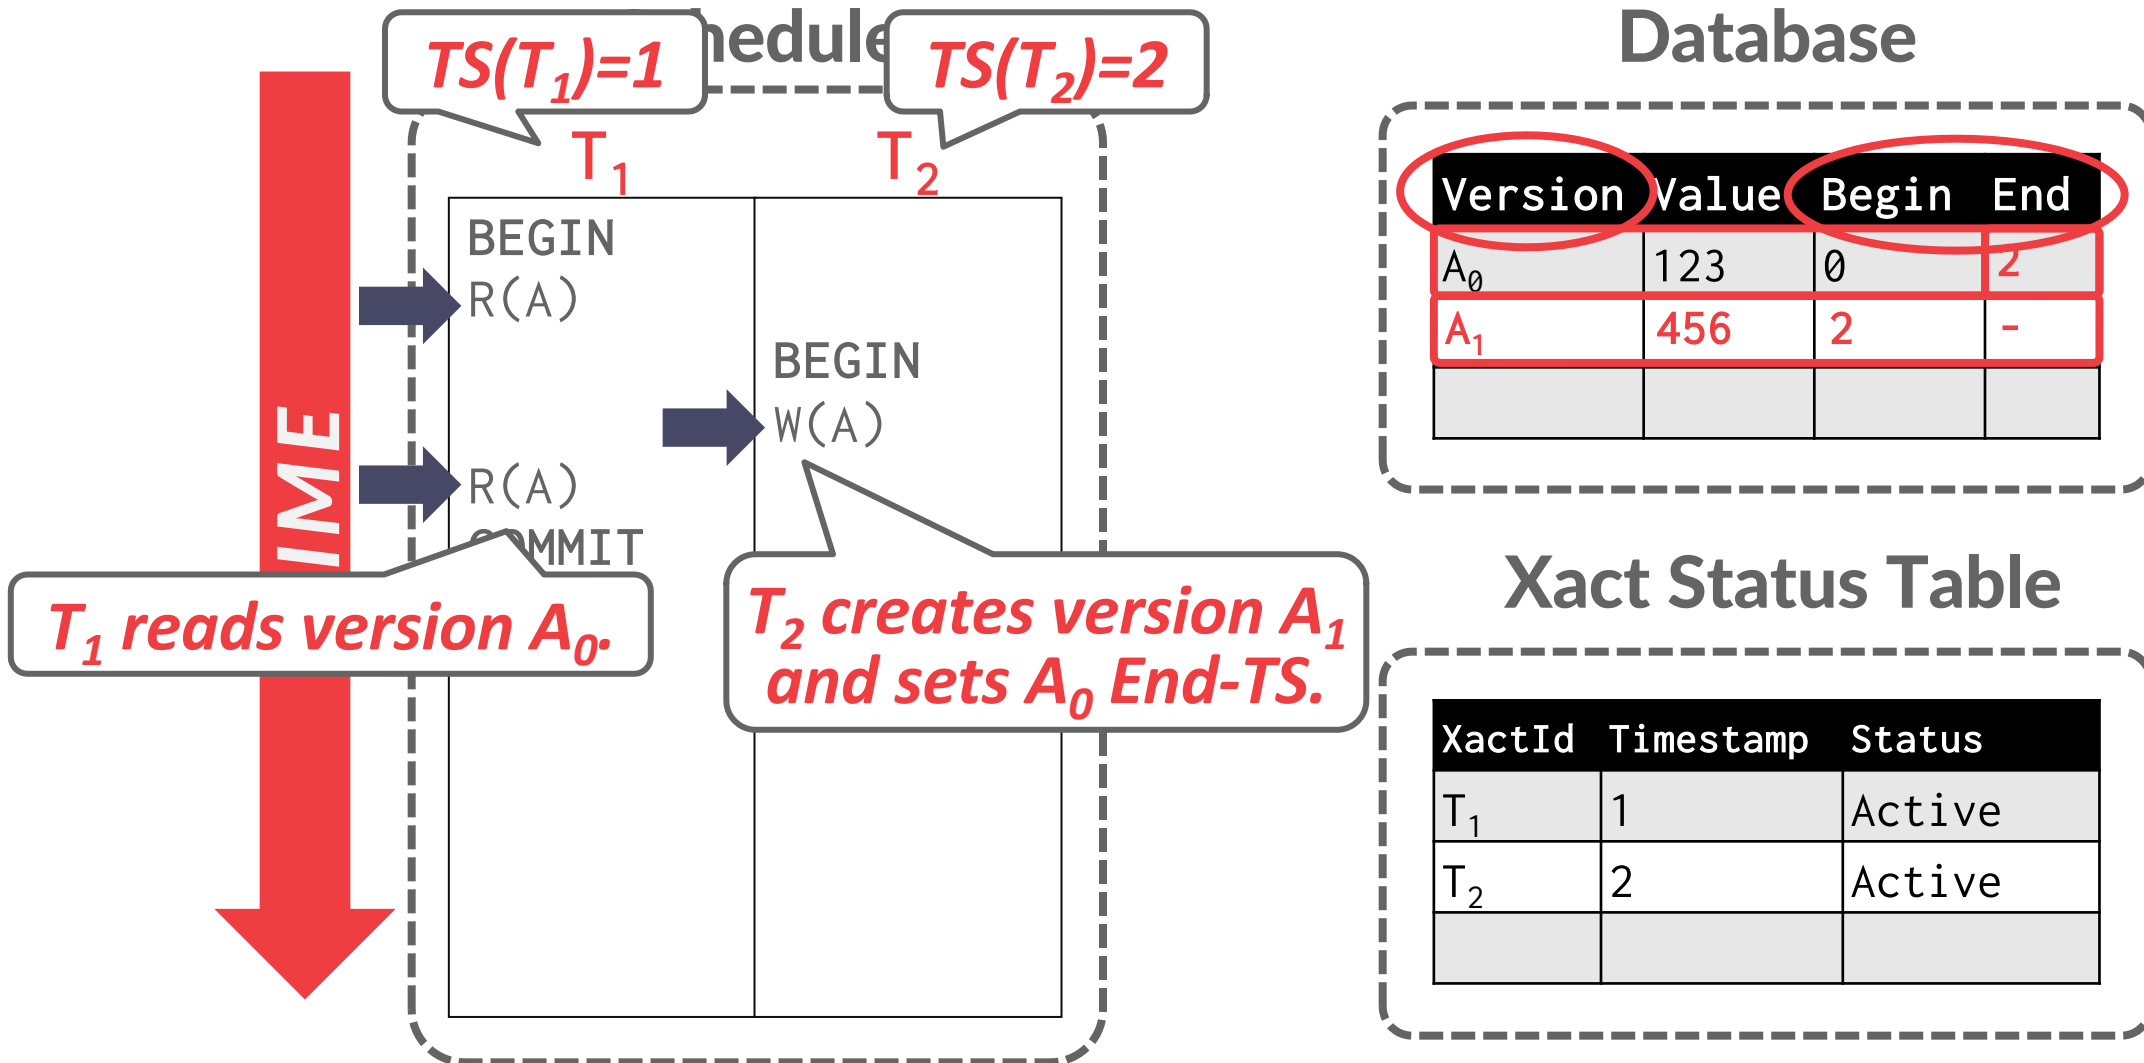 TS(T1)=1
hedule
TS(T2)=2
T1
T2
BEGIN
R(A)
BEGIN
W(A)
R(A)
MMIT
IME
T1 reads version A0.
T2 creates version A1
and sets A0 End-TS.
Database
Version Value Begin End
A0 123 0 2
A1 456 2 -
Xact Status Table
XactId Timestamp Status
T1 1 Active
T2 2 Active